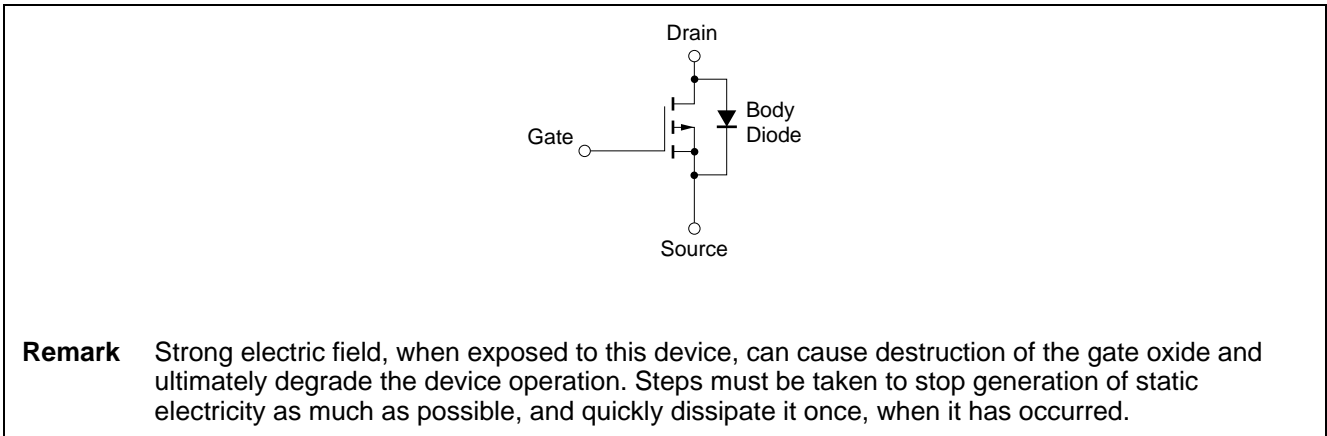 Drain
Body
Diode
Gate
Source
Remark Strong electric field, when exposed to this device, can cause destruction of the gate oxide and
ultimately degrade the device operation. Steps must be taken to stop generation of static
electricity as much as possible, and quickly dissipate it once, when it has occurred.